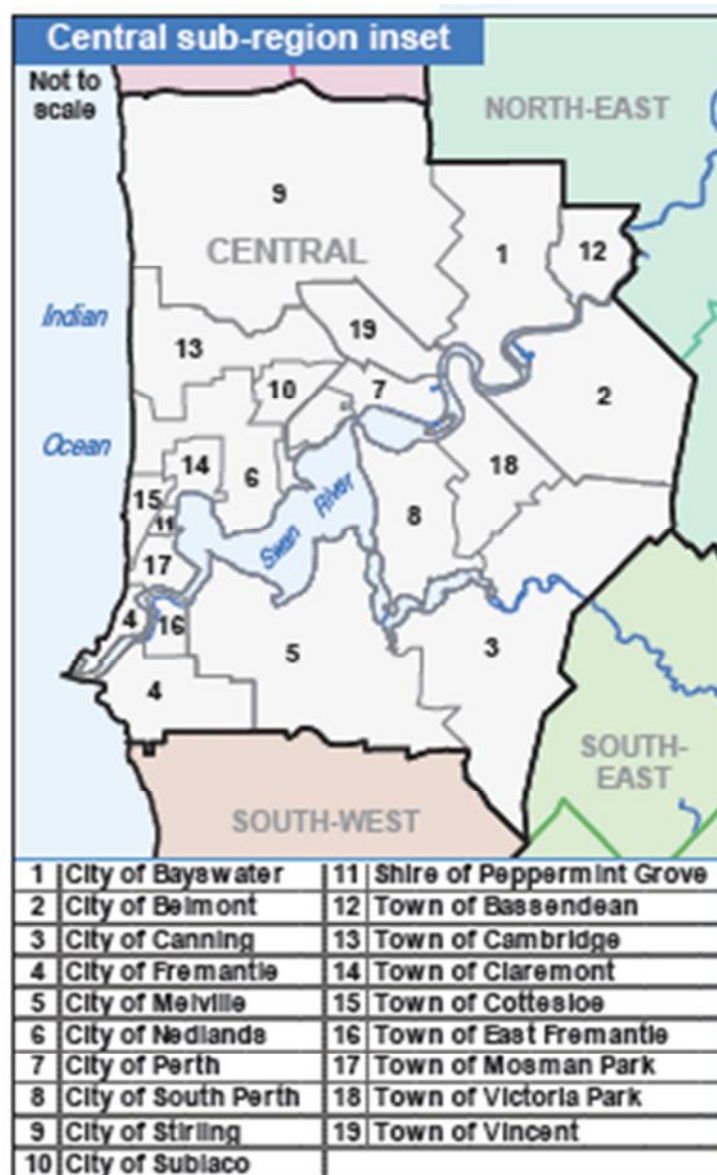 Central sub-region inset
Not to
scale
NORTH-EAST
9
CENTRAL
1
12
Indian
19
13
10
7
2
Ocean
14
6
18
15
River
8
11
Swan
17
4
16
5
3
4
SOUTH-
EAST
SOUTH-WEST
1 City of Bayswater 11 Shire of Peppermint Grove
2 City of Belmont 12 Town of Bassendean
3 City of Canning 13 Town of Cambridge
4 City of Fremantle 14 Town of Claremont
5 City of Melville 15 Town of Cottesloe
6 City of Nedlands 16 Town of East Fremantle
7 City of Perth 17 Town of Mosman Park
8 City of South Perth 18 Town of Victoria Park
9 City of Stirling 19 Town of Vincent
10 City of Subiaco